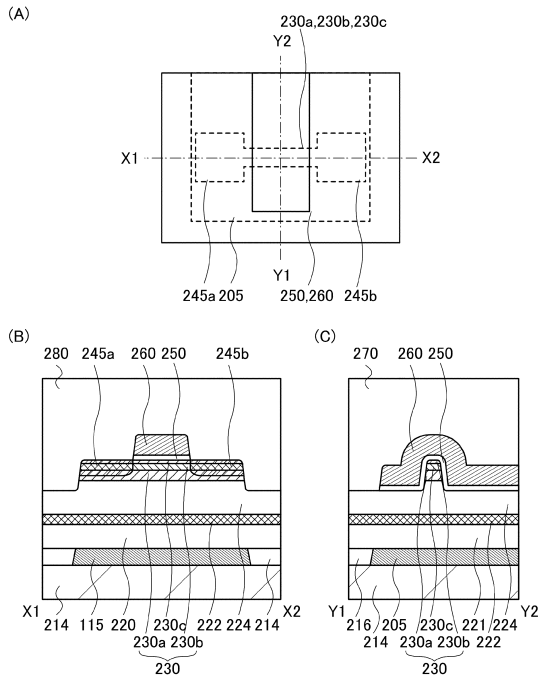 (A)
230a,230b,230c
Y2
X1 X2
Y1
245a 205 250,260 245b
(B) (C)
280 245a 260 250 245b 270 260 250
X1 X2 Y1 Y2
214 115 220 230c 222 224 214 216 205 230c 221 224
230a 230b 214 230a 230b 222
230 230